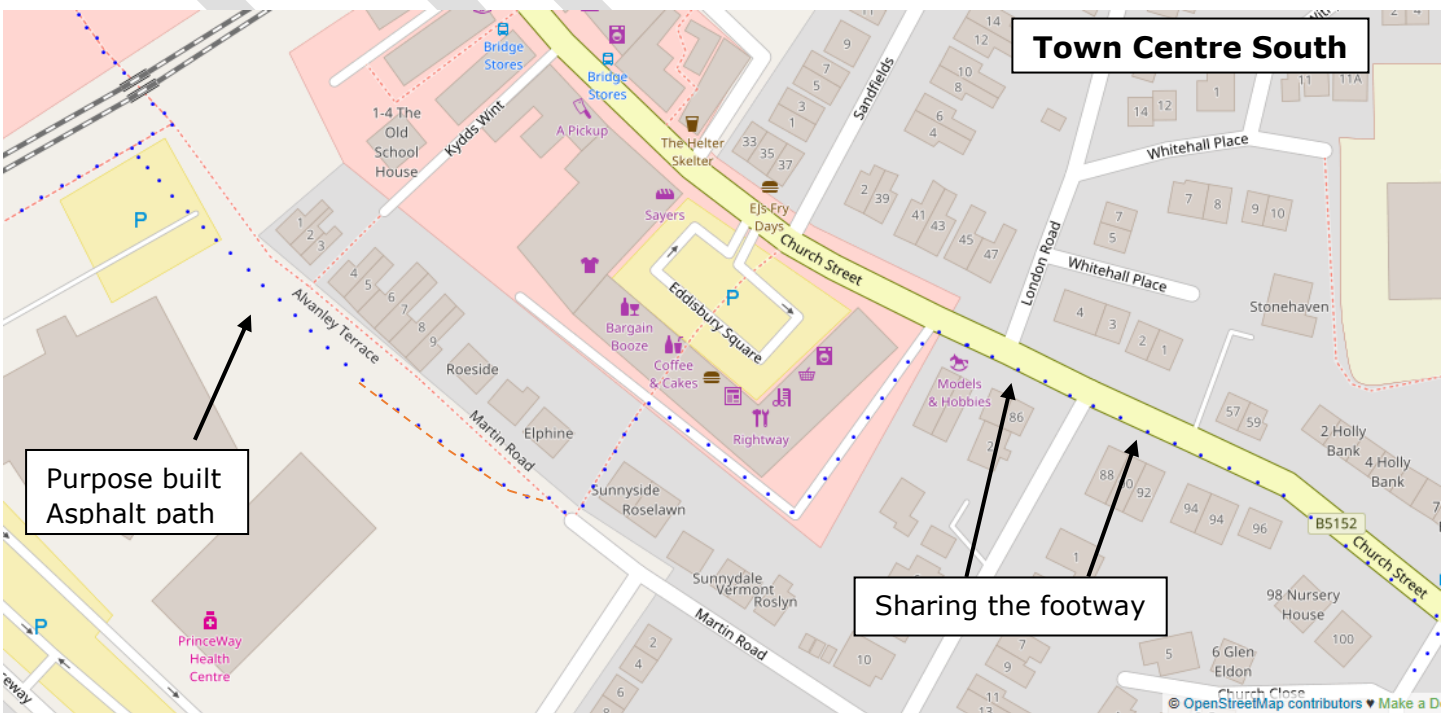 Town Centre South
Bridge
Stores
Bridge
Stores
A Pickup
1-4 The
Old
School
House
Kydds Wint
The Helter
Skelter
Sandfields
14
12
10
8
6
4
9
7
5
3
1
33
35
37
2
39
41
43
45
47
14
12
1
11
11A
2
4
Whitehall Place
7
8
9
10
7
5
Whitehall Place
London Road
4
3
2
1
Stonehaven
Sayers
EJs Fry
Days
Church Street
P
P
Eddisbury Square
Bargain
Booze
Coffee
& Cakes
Rightway
Models
& Hobbies
1
2
3
4
5
6
7
8
9
Alvanley Terrace
Roeside
Elphine
Martin Road
Sunnyside
Roselawn
Purpose built
Asphalt path
86
2
88
90
92
94
94
96
57
59
2 Holly
Bank
4 Holly
Bank
B5152
Church Street
1
Sharing the footway
98 Nursery
House
100
Sunnydale
Vermont
Roslyn
Martin Road
P
PrinceWay
Health
Centre
2
4
6
10
7
9
11
5
6 Glen
Eldon
Church Close
© OpenStreetMap contributors ♥ Make a D